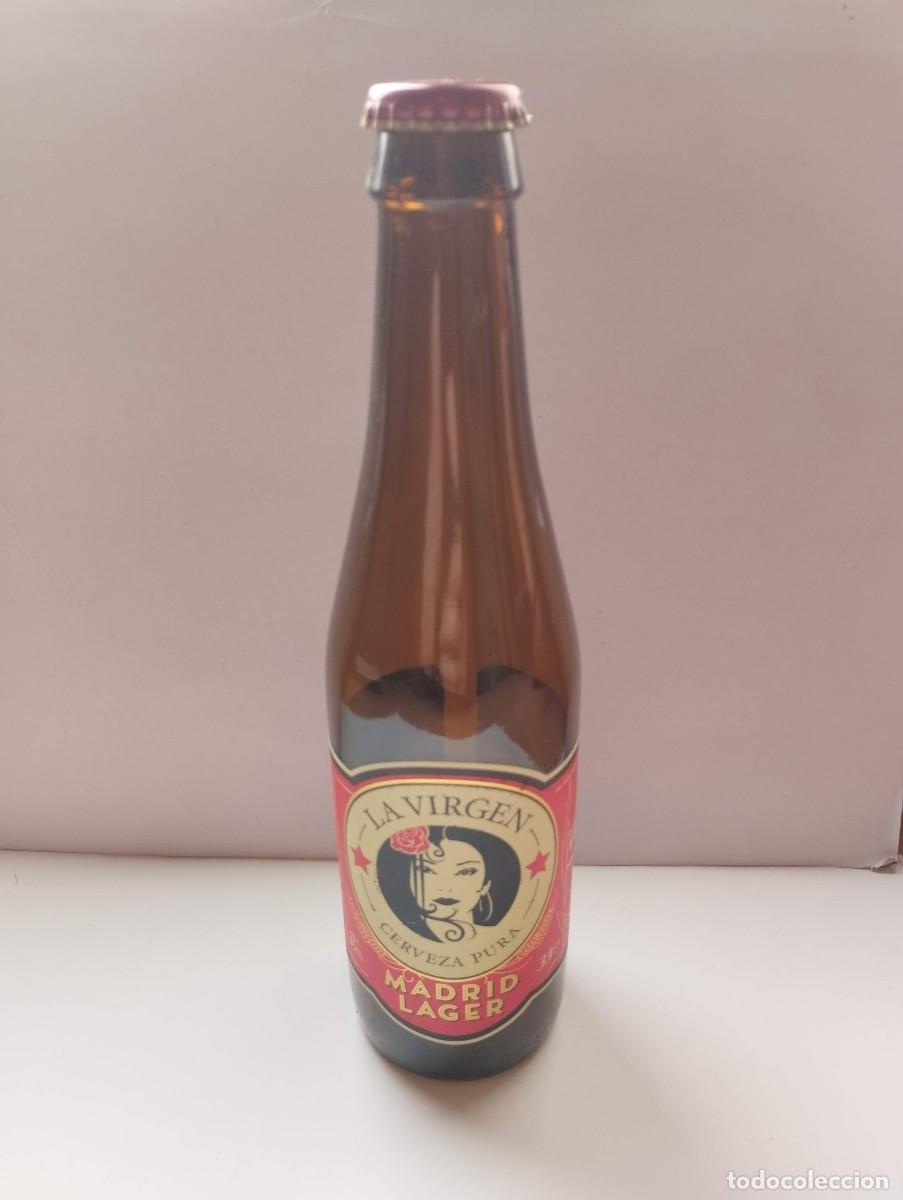 LA VIRGEN
CERVEZA PURA
MADRID
LAGER
todocoleccion